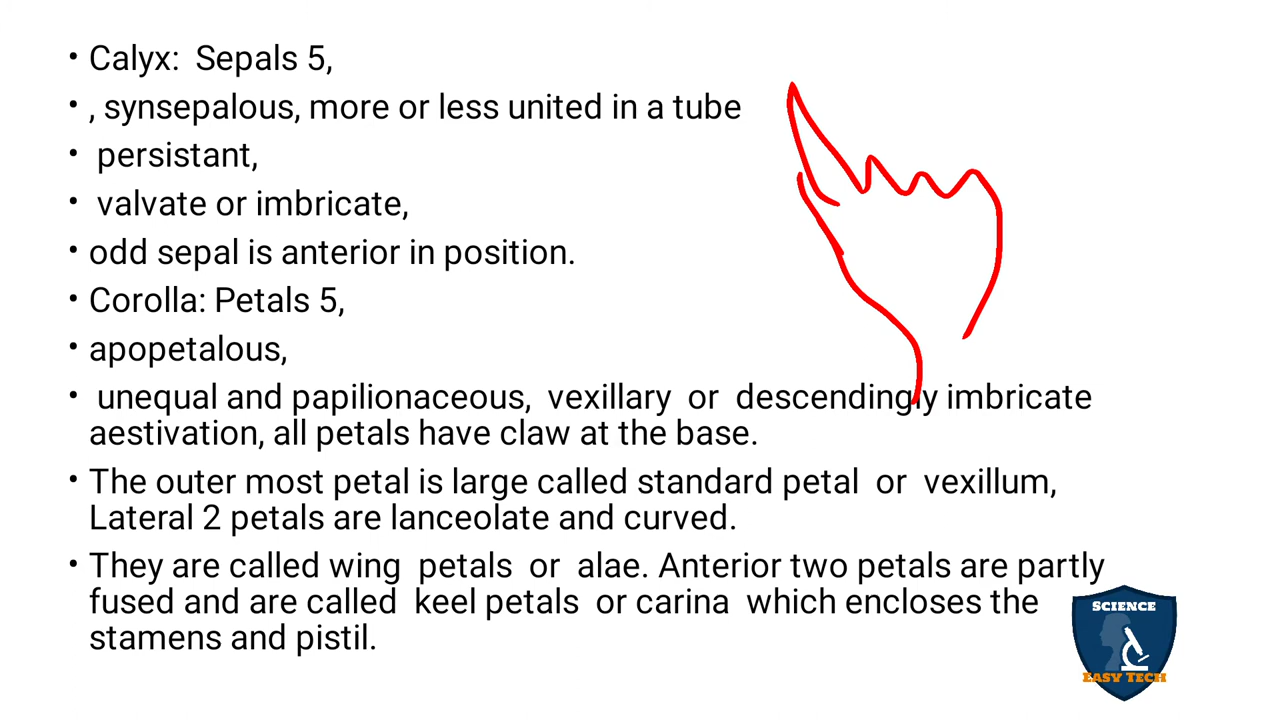 • Calyx:  Sepals 5,
• , synsepalous, more or less united in a tube
•  persistant,
•  valvate or imbricate,
• odd sepal is anterior in position.
• Corolla: Petals 5,
• apopetalous,
•  unequal and papilionaceous,  vexillary  or  descendingly imbricate
aestivation, all petals have claw at the base.
• The outer most petal is large called standard petal  or  vexillum,
Lateral 2 petals are lanceolate and curved.
• They are called wing  petals  or  alae. Anterior two petals are partly
fused and are called  keel petals  or carina  which encloses the
stamens and pistil.
SCIENCE
EASY TECH